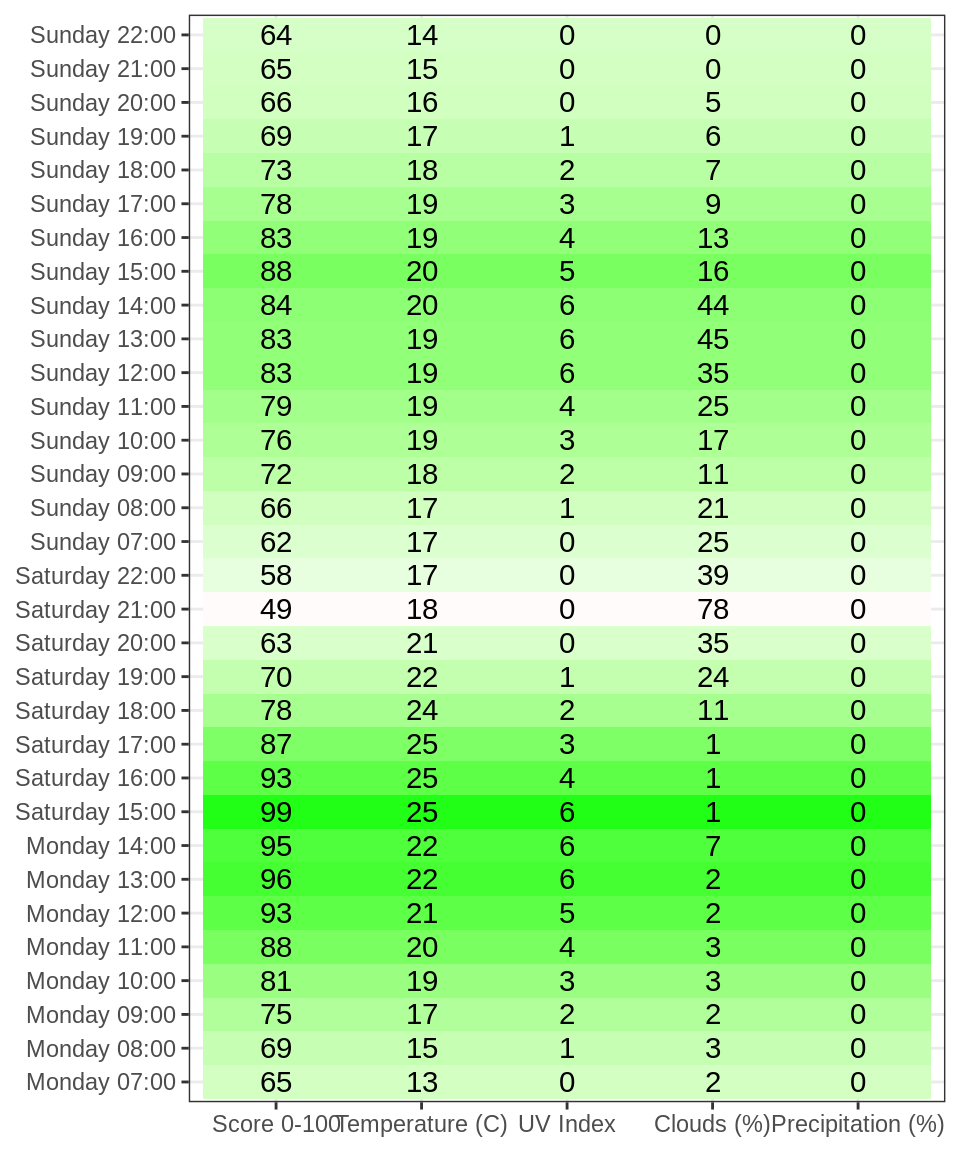 Sunday 22:00 64 14 0 0 0
Sunday 21:00 65 15 0 0 0
Sunday 20:00 66 16 0 5 0
Sunday 19:00 69 17 1 6 0
Sunday 18:00 73 18 2 7 0
Sunday 17:00 78 19 3 9 0
Sunday 16:00 83 19 4 13 0
Sunday 15:00 88 20 5 16 0
Sunday 14:00 84 20 6 44 0
Sunday 13:00 83 19 6 45 0
Sunday 12:00 83 19 6 35 0
Sunday 11:00 79 19 4 25 0
Sunday 10:00 76 19 3 17 0
Sunday 09:00 72 18 2 11 0
Sunday 08:00 66 17 1 21 0
Sunday 07:00 62 17 0 25 0
Saturday 22:00 58 17 0 39 0
Saturday 21:00 49 18 0 78 0
Saturday 20:00 63 21 0 35 0
Saturday 19:00 70 22 1 24 0
Saturday 18:00 78 24 2 11 0
Saturday 17:00 87 25 3 1 0
Saturday 16:00 93 25 4 1 0
Saturday 15:00 99 25 6 1 0
Monday 14:00 95 22 6 7 0
Monday 13:00 96 22 6 2 0
Monday 12:00 93 21 5 2 0
Monday 11:00 88 20 4 3 0
Monday 10:00 81 19 3 3 0
Monday 09:00 75 17 2 2 0
Monday 08:00 69 15 1 3 0
Monday 07:00 65 13 0 2 0
Score 0-100 Temperature (C) UV Index Clouds (%) Precipitation (%)